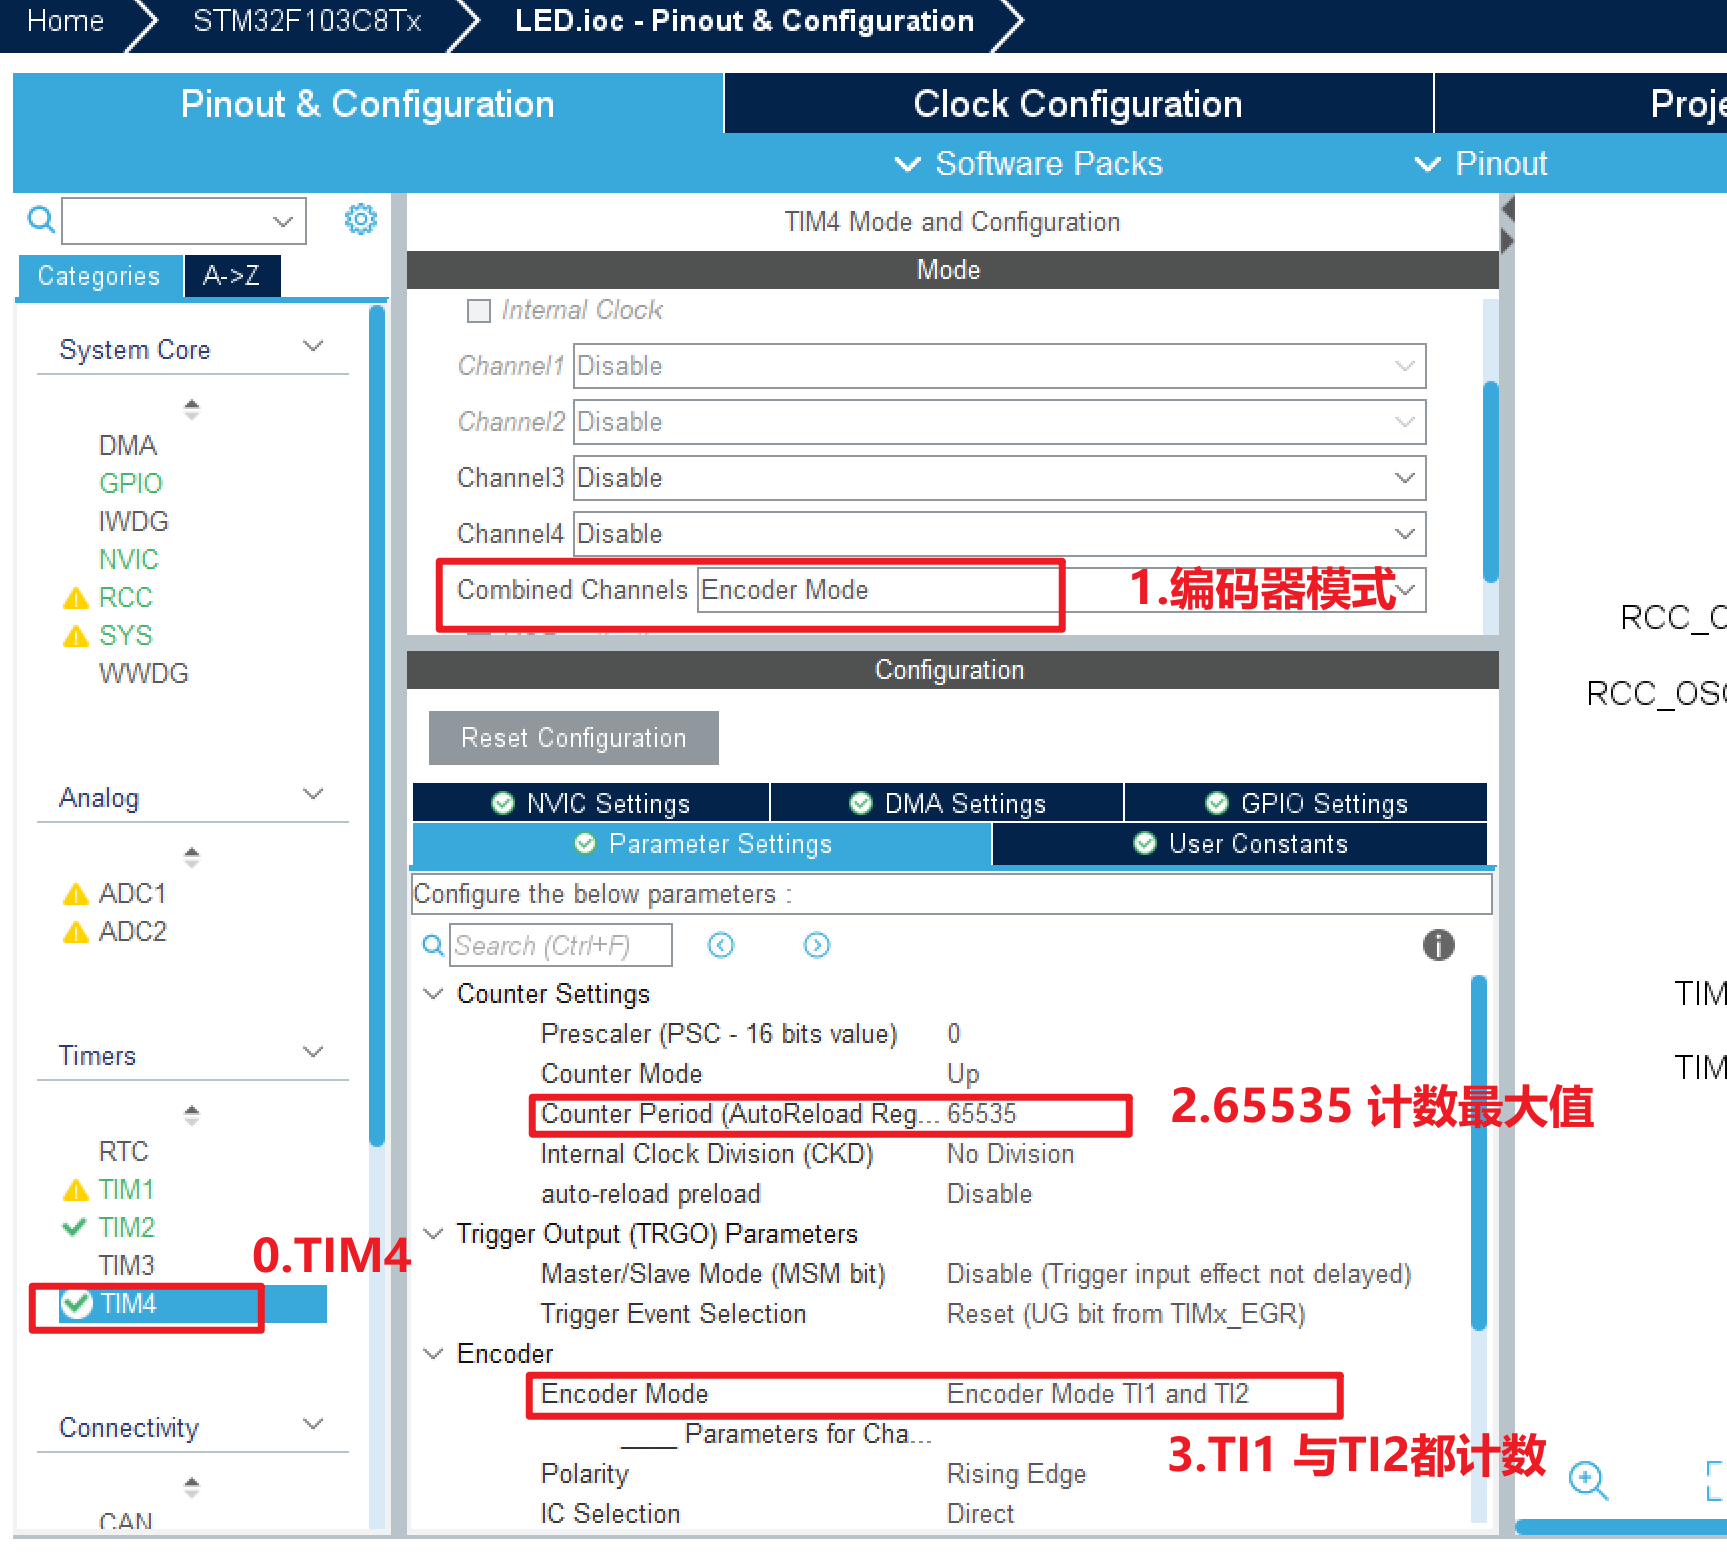 Home
STM32F103C8Tx
LED.ioc - Pinout & Configuration
Pinout & Configuration
Clock Configuration
Proje
Software Packs
Pinout
Categories
A->Z
System Core
DMA
GPIO
IWDG
NVIC
RCC
SYS
WWDG
Analog
ADC1
ADC2
Timers
RTC
TIM1
TIM2
TIM3
TIM4
0.TIM4
Connectivity
CAN
TIM4 Mode and Configuration
Mode
Internal Clock
Channel1 Disable
Channel2 Disable
Channel3 Disable
Channel4 Disable
Combined Channels Encoder Mode
1.编码器模式
Configuration
Reset Configuration
NVIC Settings
DMA Settings
GPIO Settings
Parameter Settings
User Constants
Configure the below parameters :
Search (Ctrl+F)
Counter Settings
Prescaler (PSC - 16 bits value) 0
Counter Mode Up
Counter Period (AutoReload Reg... 65535
2.65535 计数最大值
Internal Clock Division (CKD) No Division
auto-reload preload Disable
Trigger Output (TRGO) Parameters
Master/Slave Mode (MSM bit) Disable (Trigger input effect not delayed)
Trigger Event Selection Reset (UG bit from TIMx_EGR)
Encoder
Encoder Mode Encoder Mode TI1 and TI2
____ Parameters for Cha...
3.TI1 与TI2都计数
Polarity Rising Edge
IC Selection Direct
RCC_O
RCC_OSC
TIM
TIM